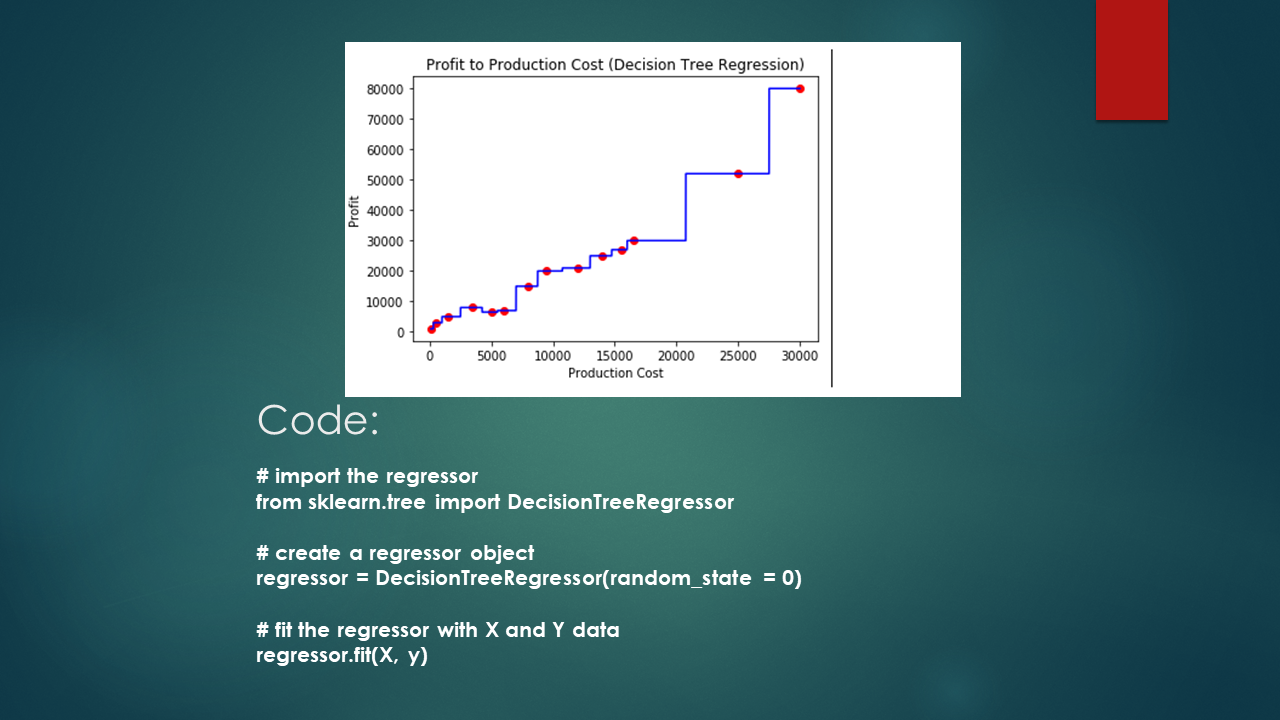 Profit to Production Cost (Decision Tree Regression)
80000
70000
60000
50000
40000
30000
20000
10000
0
Profit
0 5000 10000 15000 20000 25000 30000
Production Cost
Code:
# import the regressor
from sklearn.tree import DecisionTreeRegressor
# create a regressor object
regressor = DecisionTreeRegressor(random_state = 0)
# fit the regressor with X and Y data
regressor.fit(X, y)